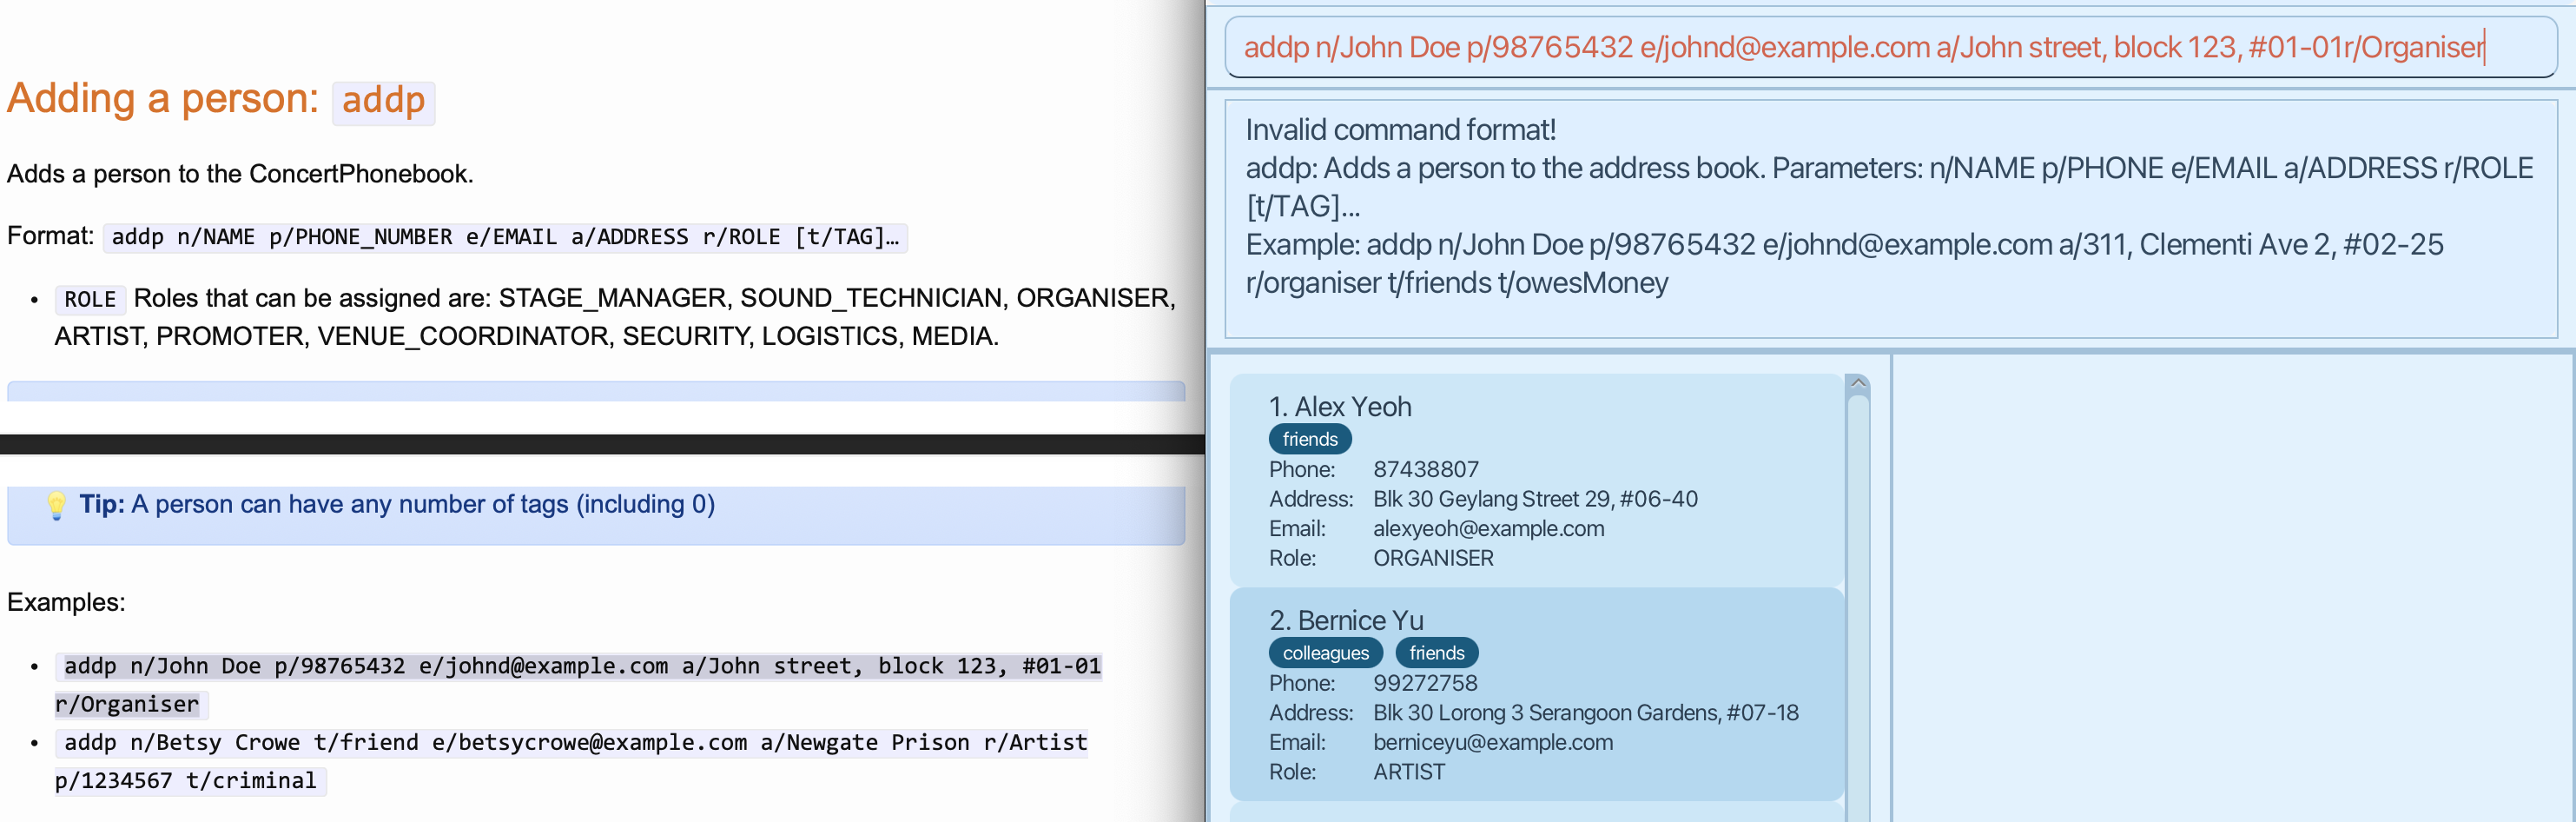 Adding a person: addp
Adds a person to the ConcertPhonebook.
Format: addp n/NAME p/PHONE_NUMBER e/EMAIL a/ADDRESS r/ROLE [t/TAG]…
• ROLE Roles that can be assigned are: STAGE_MANAGER, SOUND_TECHNICIAN, ORGANISER,
ARTIST, PROMOTER, VENUE_COORDINATOR, SECURITY, LOGISTICS, MEDIA.
Tip: A person can have any number of tags (including 0)
Examples:
• addp n/John Doe p/98765432 e/johnd@example.com a/John street, block 123, #01-01
r/Organiser
• addp n/Betsy Crowe t/friend e/betsycrowe@example.com a/Newgate Prison r/Artist
p/1234567 t/criminal
addp n/John Doe p/98765432 e/johnd@example.com a/John street, block 123, #01-01r/Organiser
Invalid command format!
addp: Adds a person to the address book. Parameters: n/NAME p/PHONE e/EMAIL a/ADDRESS r/ROLE
[t/TAG]...
Example: addp n/John Doe p/98765432 e/johnd@example.com a/311, Clementi Ave 2, #02-25
r/organiser t/friends t/owesMoney
1. Alex Yeoh
friends
Phone: 87438807
Address: Blk 30 Geylang Street 29, #06-40
Email: alexyeoh@example.com
Role: ORGANISER
2. Bernice Yu
colleagues friends
Phone: 99272758
Address: Blk 30 Lorong 3 Serangoon Gardens, #07-18
Email: berniceyu@example.com
Role: ARTIST